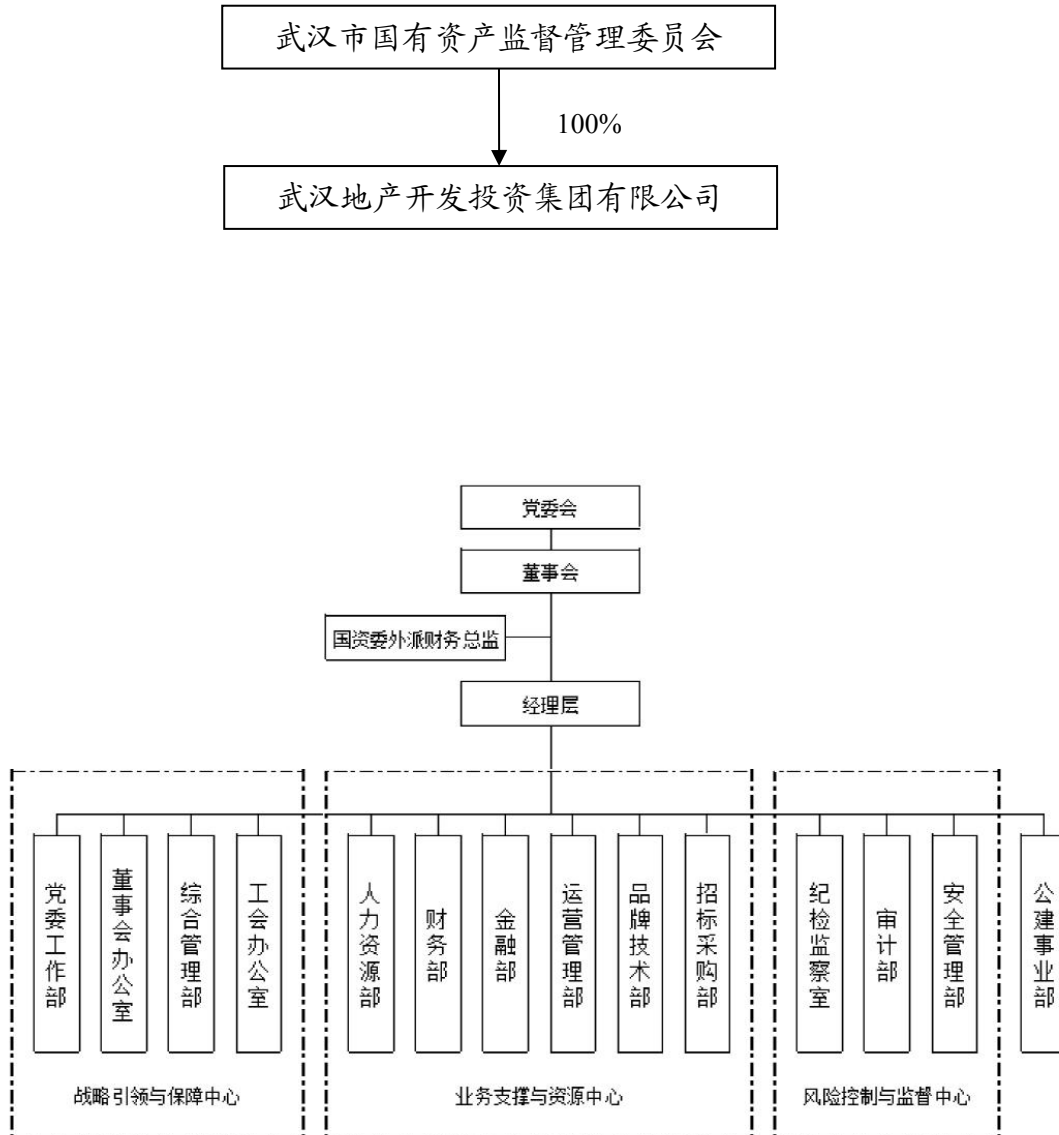 武汉市国有资产监督管理委员会
100%
武汉地产开发投资集团有限公司
党委会
董事会
国资委外派财务总监
经理层
党委工作部
董事会办公室
综合管理部
工会办公室
人力资源部
财务部
金融部
运营管理部
品牌技术部
招标采购部
纪检监察室
审计部
安全管理部
公建事业部
战略引领与保障中心
业务支撑与资源中心
风险控制与监督中心